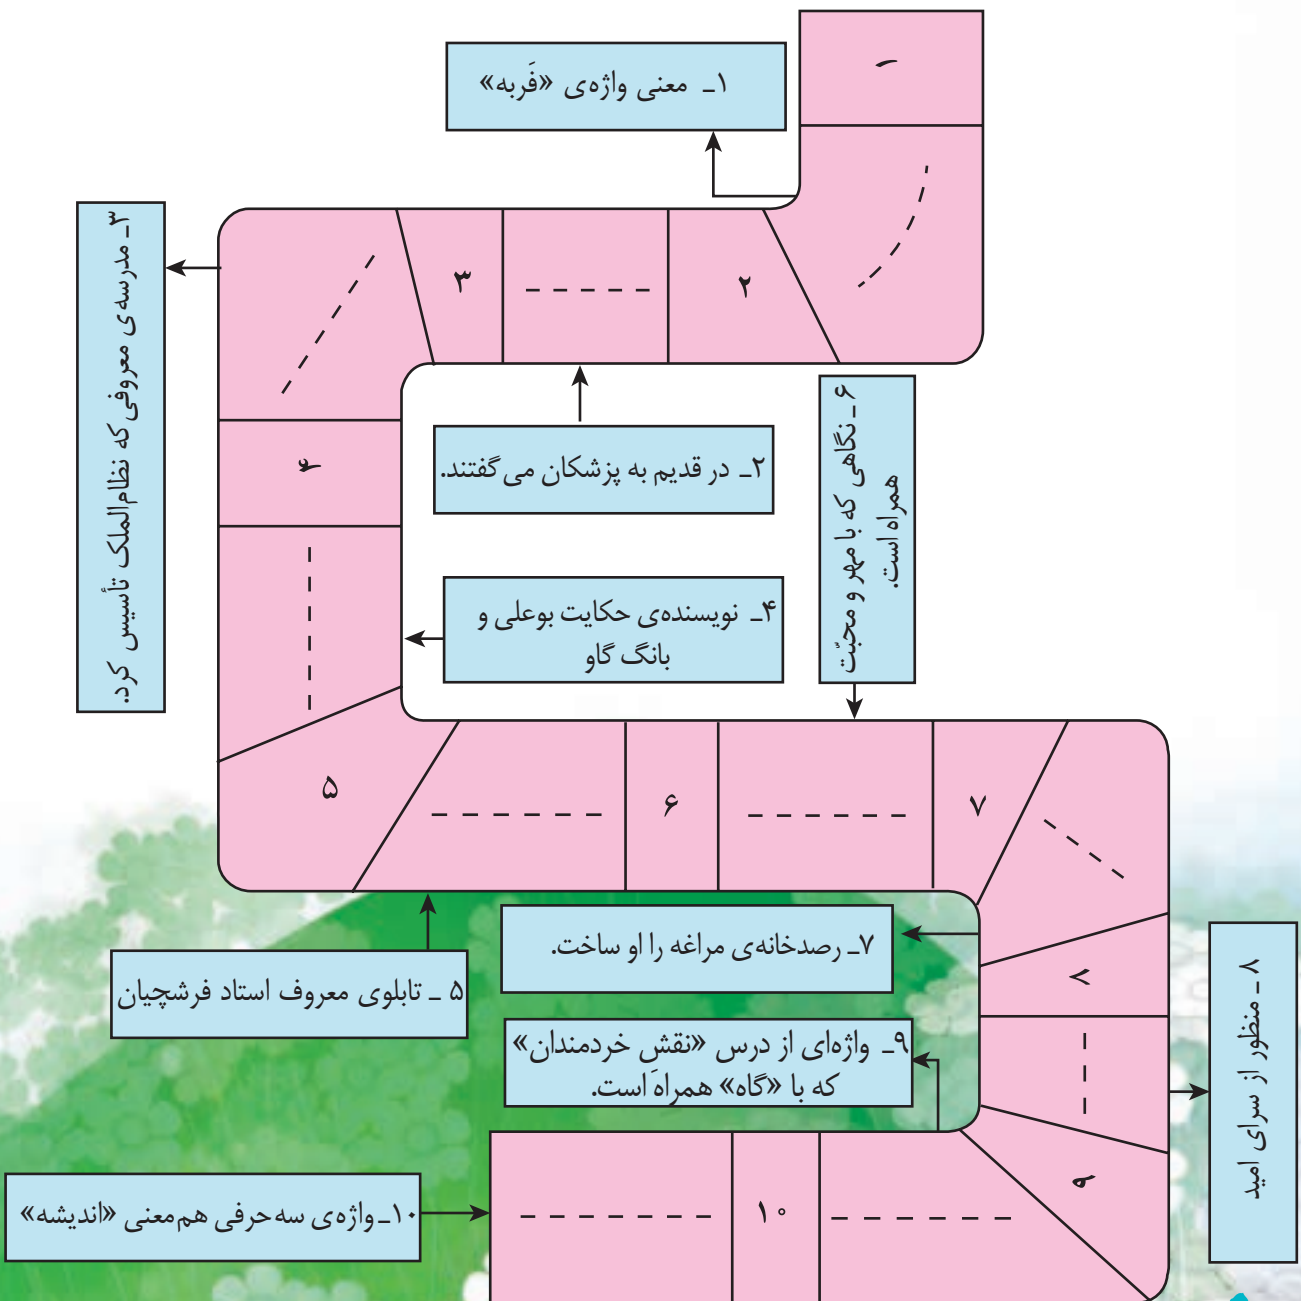 ۱
۱ـ معنی واژه‌ی «فَربه»
۲
۳
۳ـ مدرسه‌ی معروفی که نظام‌الملک تأسیس کرد.
۲ـ در قدیم به پزشکان می‌گفتند.
۶ـ نگاهی که با مهر و محبّت
همراه است.
۴
۴ـ نویسنده‌ی حکایت بوعلی و
بانگ گاو
۵
۶
۷
۷ـ رصدخانه‌ی مراغه را او ساخت.
۵ ـ تابلوی معروف استاد فرشچیان
۸
۸ـ منظور از سرای امید
۹ـ واژه‌ای از درس «نقشِ خردمندان»
که با «گاه» همراه است.
۹
۱۰
۱۰ـ واژه‌ی سه‌حرفی هم‌معنی «اندیشه»